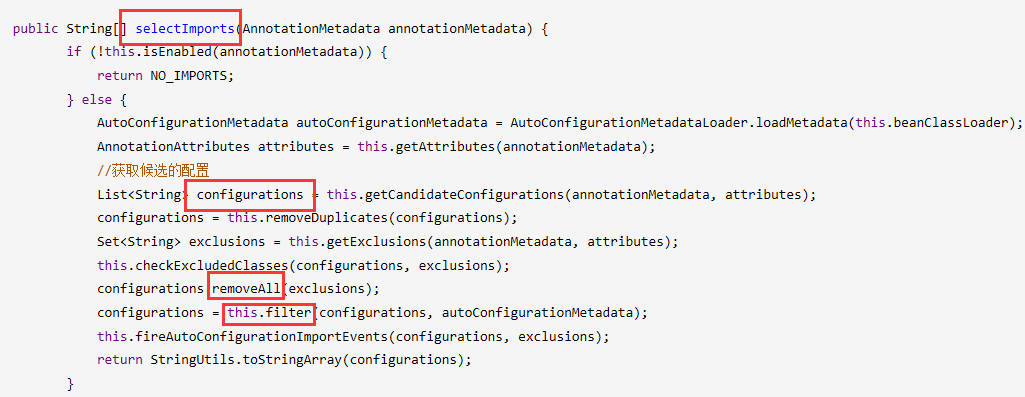 public String[] selectImports(AnnotationMetadata annotationMetadata) {
if (!this.isEnabled(annotationMetadata)) {
return NO_IMPORTS;
} else {
AutoConfigurationMetadata autoConfigurationMetadata = AutoConfigurationMetadataLoader.loadMetadata(this.beanClassLoader);
AnnotationAttributes attributes = this.getAttributes(annotationMetadata);
//获取候选的配置
List<String> configurations = this.getCandidateConfigurations(annotationMetadata, attributes);
configurations = this.removeDuplicates(configurations);
Set<String> exclusions = this.getExclusions(annotationMetadata, attributes);
this.checkExcludedClasses(configurations, exclusions);
configurations.removeAll(exclusions);
configurations = this.filter(configurations, autoConfigurationMetadata);
this.fireAutoConfigurationImportEvents(configurations, exclusions);
return StringUtils.toStringArray(configurations);
}